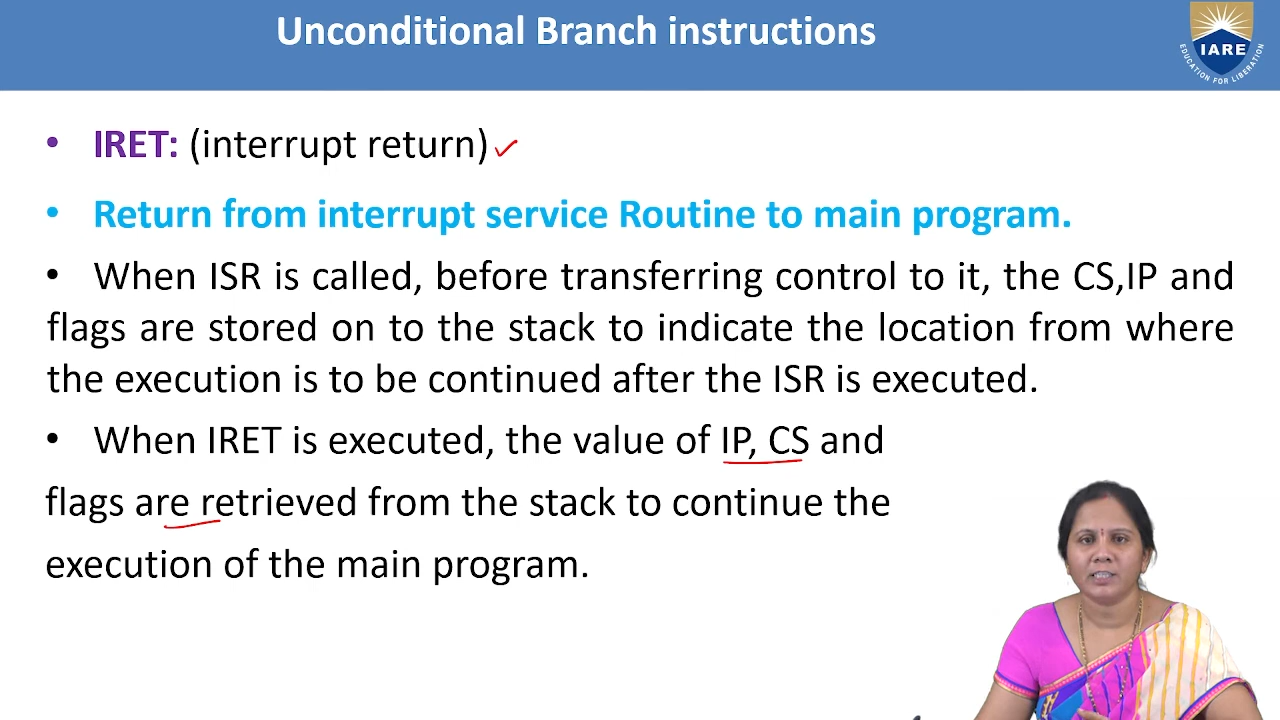 Unconditional Branch instructions
IARE
EDUCATION FOR LIBERATION
• IRET: (interrupt return)
• Return from interrupt service Routine to main program.
• When ISR is called, before transferring control to it, the CS,IP and
flags are stored on to the stack to indicate the location from where
the execution is to be continued after the ISR is executed.
• When IRET is executed, the value of IP, CS and
flags are retrieved from the stack to continue the
execution of the main program.